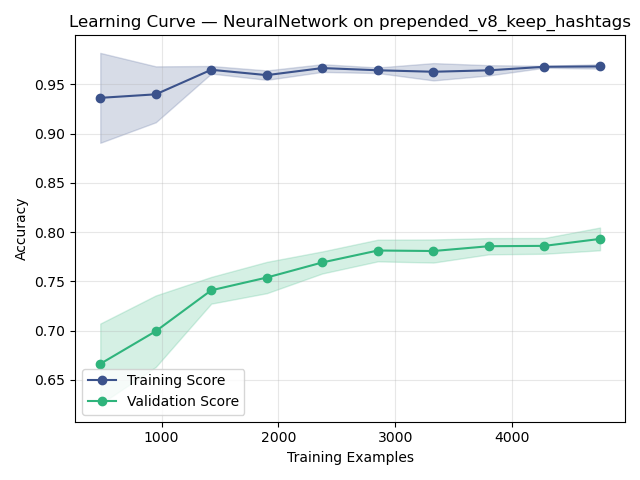 Learning Curve — NeuralNetwork on prepended_v8_keep_hashtags
Accuracy
0.95
0.90
0.85
0.80
0.75
0.70
0.65
Training Score
Validation Score
1000 2000 3000 4000
Training Examples